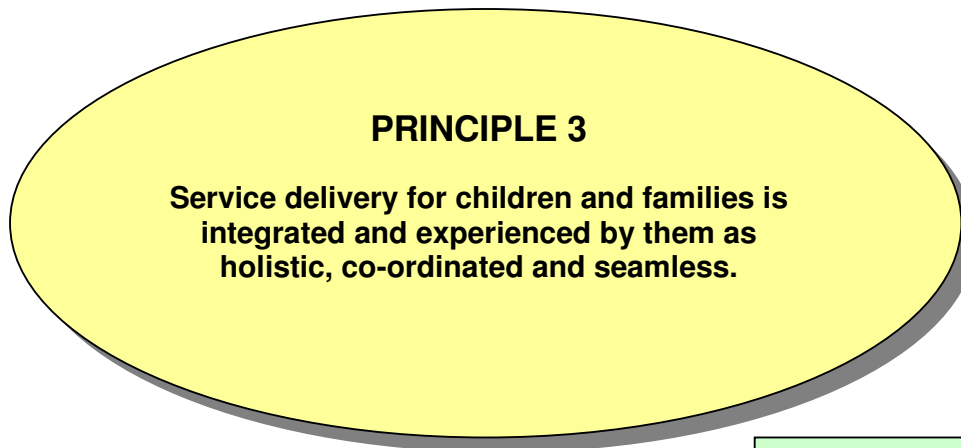 PRINCIPLE 3
Service delivery for children and families is
integrated and experienced by them as
holistic, co-ordinated and seamless.